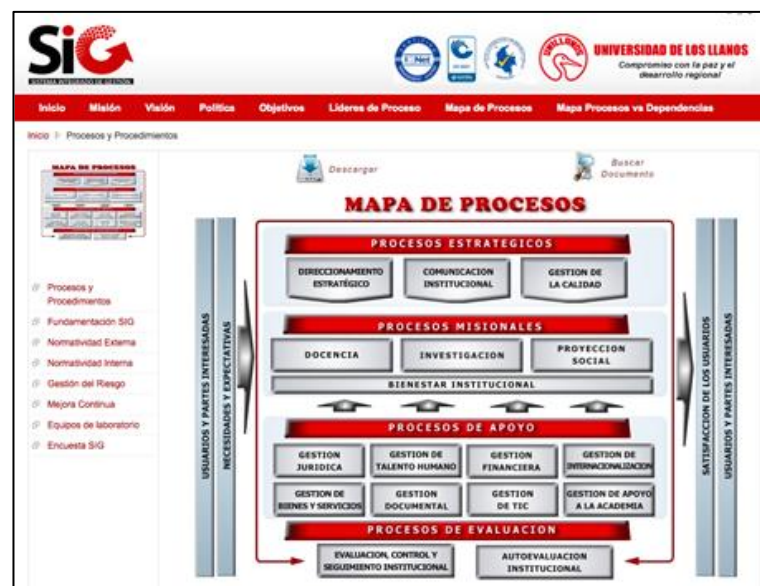 SiG
SISTEMA INTEGRADO DE GESTIÓN
IQNet
UNILLANOS
UNIVERSIDAD DE LOS LLANOS
Compromiso con la paz y el
desarrollo regional
Inicio Misión Visión Política Objetivos Líderes de Proceso Mapa de Procesos Mapa Procesos vs Dependencias
Inicio Procesos y Procedimientos
MAPA DE PROCESOS
Procesos y
Procedimientos
Fundamentación SIG
Normatividad Externa
Normatividad Interna
Gestión del Riesgo
Mejora Continua
Equipos de laboratorio
Encuesta SIG
Descargar
Buscar
Documento
MAPA DE PROCESOS
USUARIOS Y PARTES INTERESADAS
NECESIDADES Y EXPECTATIVAS
PROCESOS ESTRATEGICOS
DIRECCIONAMIENTO
ESTRATÉGICO
COMUNICACION
INSTITUCIONAL
GESTION DE
LA CALIDAD
PROCESOS MISIONALES
DOCENCIA
INVESTIGACION
PROYECCION
SOCIAL
BIENESTAR INSTITUCIONAL
PROCESOS DE APOYO
GESTION
JURIDICA
GESTION DE
TALENTO HUMANO
GESTION
FINANCIERA
GESTION DE
INTERNACIONALIZACION
GESTION DE
BIENES Y SERVICIOS
GESTION
DOCUMENTAL
GESTION
DE TIC
GESTION DE APOYO
A LA ACADEMIA
PROCESOS DE EVALUACION
EVALUACION, CONTROL Y
SEGUIMIENTO INSTITUCIONAL
AUTOEVALUACION
INSTITUCIONAL
SATISFACCION DE LOS USUARIOS
USUARIOS Y PARTES INTERESADAS